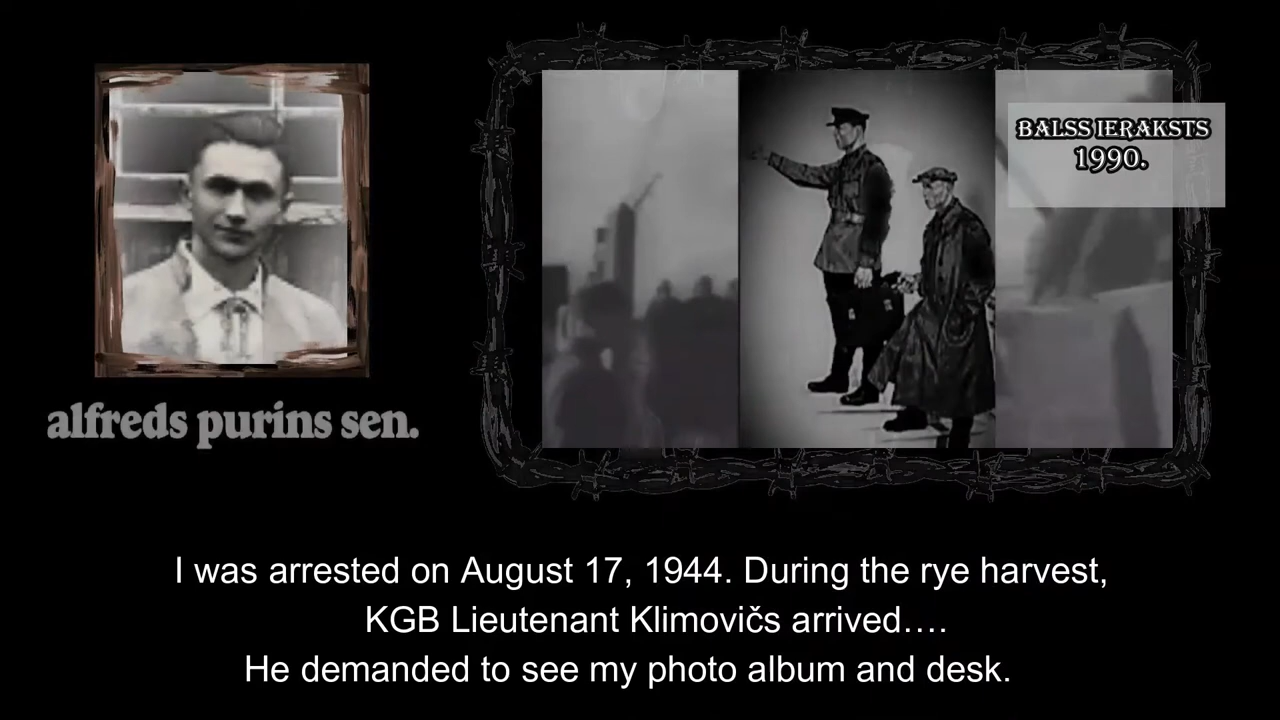 BALSS IERAKSTS
1990.
alfreds purins sen.
I was arrested on August 17, 1944. During the rye harvest,
KGB Lieutenant Klimovičs arrived….
He demanded to see my photo album and desk.